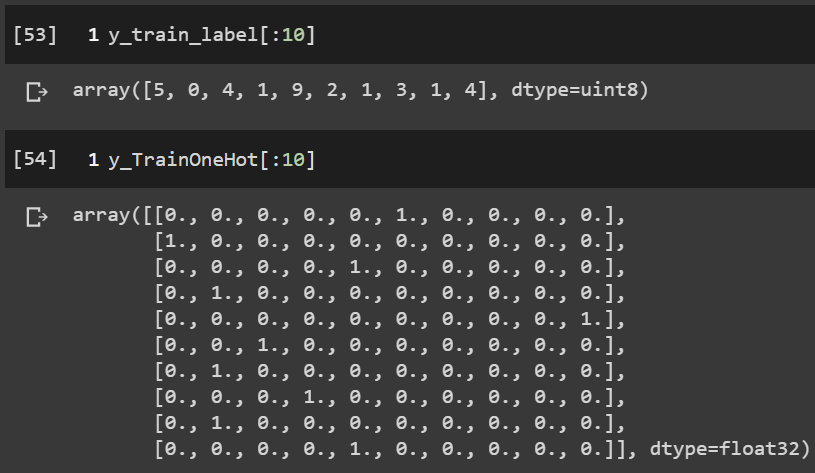 [53] 1 y_train_label[:10]
array([5, 0, 4, 1, 9, 2, 1, 3, 1, 4], dtype=uint8)
[54] 1 y_TrainOneHot[:10]
array([[0., 0., 0., 0., 0., 1., 0., 0., 0., 0.],
[1., 0., 0., 0., 0., 0., 0., 0., 0., 0.],
[0., 0., 0., 0., 1., 0., 0., 0., 0., 0.],
[0., 1., 0., 0., 0., 0., 0., 0., 0., 0.],
[0., 0., 0., 0., 0., 0., 0., 0., 0., 1.],
[0., 0., 1., 0., 0., 0., 0., 0., 0., 0.],
[0., 1., 0., 0., 0., 0., 0., 0., 0., 0.],
[0., 0., 0., 1., 0., 0., 0., 0., 0., 0.],
[0., 1., 0., 0., 0., 0., 0., 0., 0., 0.],
[0., 0., 0., 0., 1., 0., 0., 0., 0., 0.]], dtype=float32)